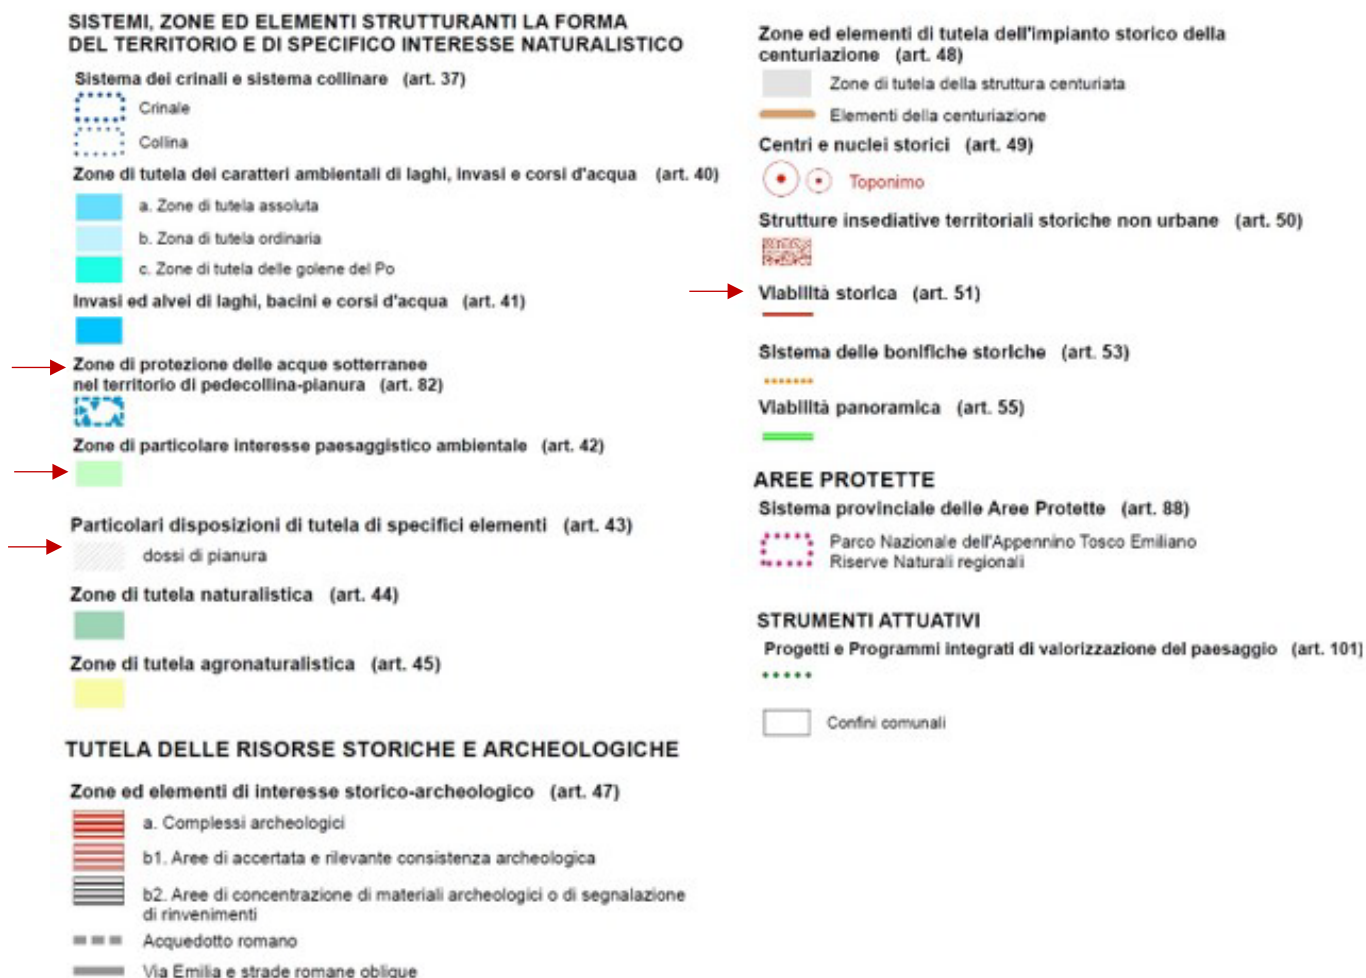 SISTEMI, ZONE ED ELEMENTI STRUTTURANTI LA FORMA
DEL TERRITORIO E DI SPECIFICO INTERESSE NATURALISTICO
Sistema dei crinali e sistema collinare (art. 37)
Crinale
Collina
Zone di tutela dei caratteri ambientali di laghi, invasi e corsi d'acqua (art. 40)
a. Zone di tutela assoluta
b. Zona di tutela ordinaria
c. Zone di tutela delle golene del Po
Invasi ed alvei di laghi, bacini e corsi d'acqua (art. 41)
Zone di protezione delle acque sotterranee
nel territorio di pedecollina-pianura (art. 82)
Zone di particolare interesse paesaggistico ambientale (art. 42)
Particolari disposizioni di tutela di specifici elementi (art. 43)
dossi di pianura
Zone di tutela naturalistica (art. 44)
Zone di tutela agronaturalistica (art. 45)
TUTELA DELLE RISORSE STORICHE E ARCHEOLOGICHE
Zone ed elementi di interesse storico-archeologico (art. 47)
a. Complessi archeologici
b1. Aree di accertata e rilevante consistenza archeologica
b2. Aree di concentrazione di materiali archeologici o di segnalazione
di rinvenimenti
Acquedotto romano
Via Emilia e strade romane oblique
Zone ed elementi di tutela dell'impianto storico della
centuriazione (art. 48)
Zone di tutela della struttura centuriata
Elementi della centuriazione
Centri e nuclei storici (art. 49)
Toponimo
Strutture insediative territoriali storiche non urbane (art. 50)
Viabilità storica (art. 51)
Sistema delle bonifiche storiche (art. 53)
Viabilità panoramica (art. 55)
AREE PROTETTE
Sistema provinciale delle Aree Protette (art. 88)
Parco Nazionale dell'Appennino Tosco Emiliano
Riserve Naturali regionali
STRUMENTI ATTUATIVI
Progetti e Programmi integrati di valorizzazione del paesaggio (art. 101)
Confini comunali